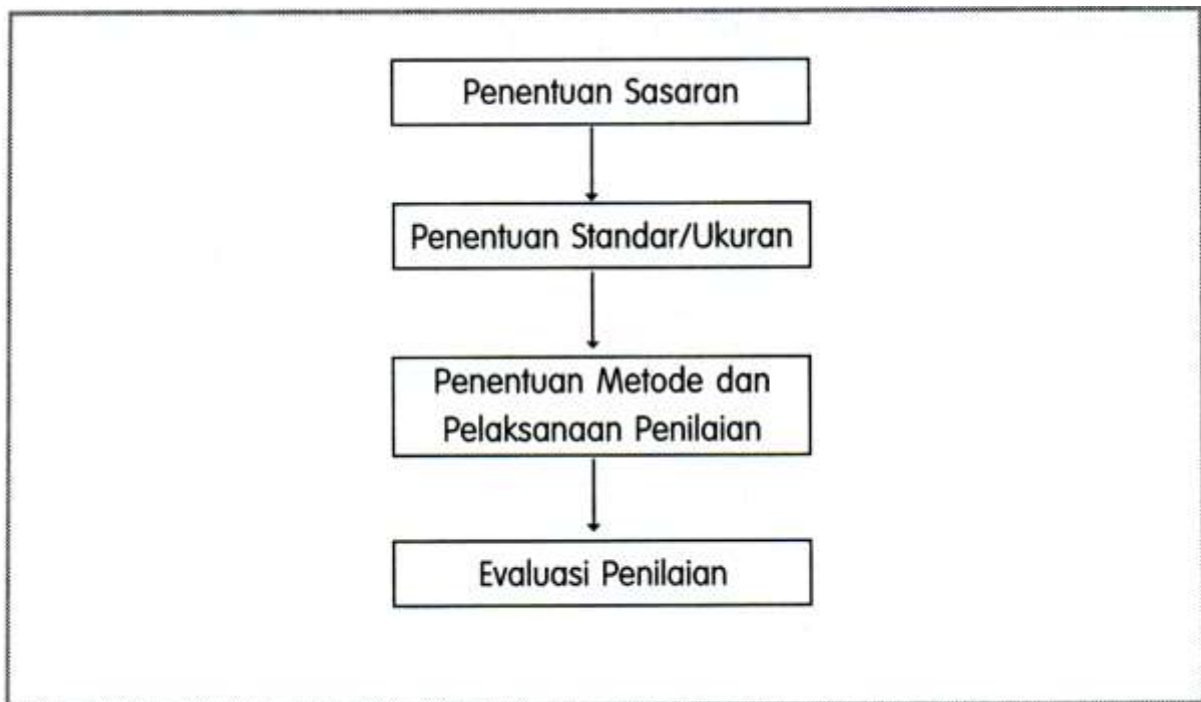 Penentuan Sasaran
Penentuan Standar/Ukuran
Penentuan Metode dan
Pelaksanaan Penilaian
Evaluasi Penilaian